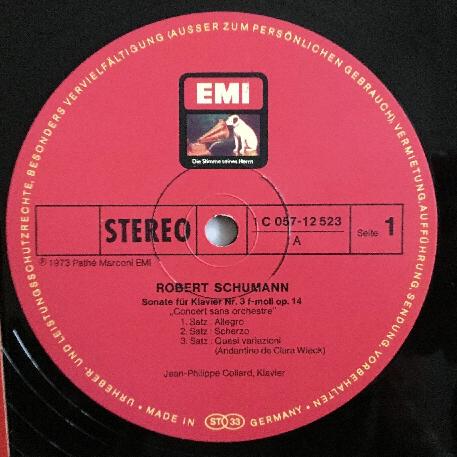 URHEBER- UND LEISTUNGSSCHUTZRECHTE, BESONDERS VERVIELFÄLTIGUNG (AUSSER ZUM PERSÖNLICHEN GEBRAUCH), VERMIETUNG, AUFFÜHRUNG, SENDUNG, VORBEHALTEN
EMI
Die Stimme seines Herrn
STEREO
1 C 057-12 523
A
Seite 1
℗ 1973 Pathé Marconi EMI
ROBERT SCHUMANN
Sonate für Klavier Nr. 3 f-moll op. 14
„Concert sans orchestre"
1. Satz: Allegro
2. Satz: Scherzo
3. Satz: Quasi variazioni
(Andantino de Clara Wieck)
Jean-Philippe Collard, Klavier
• MADE IN ST 33 GERMANY •